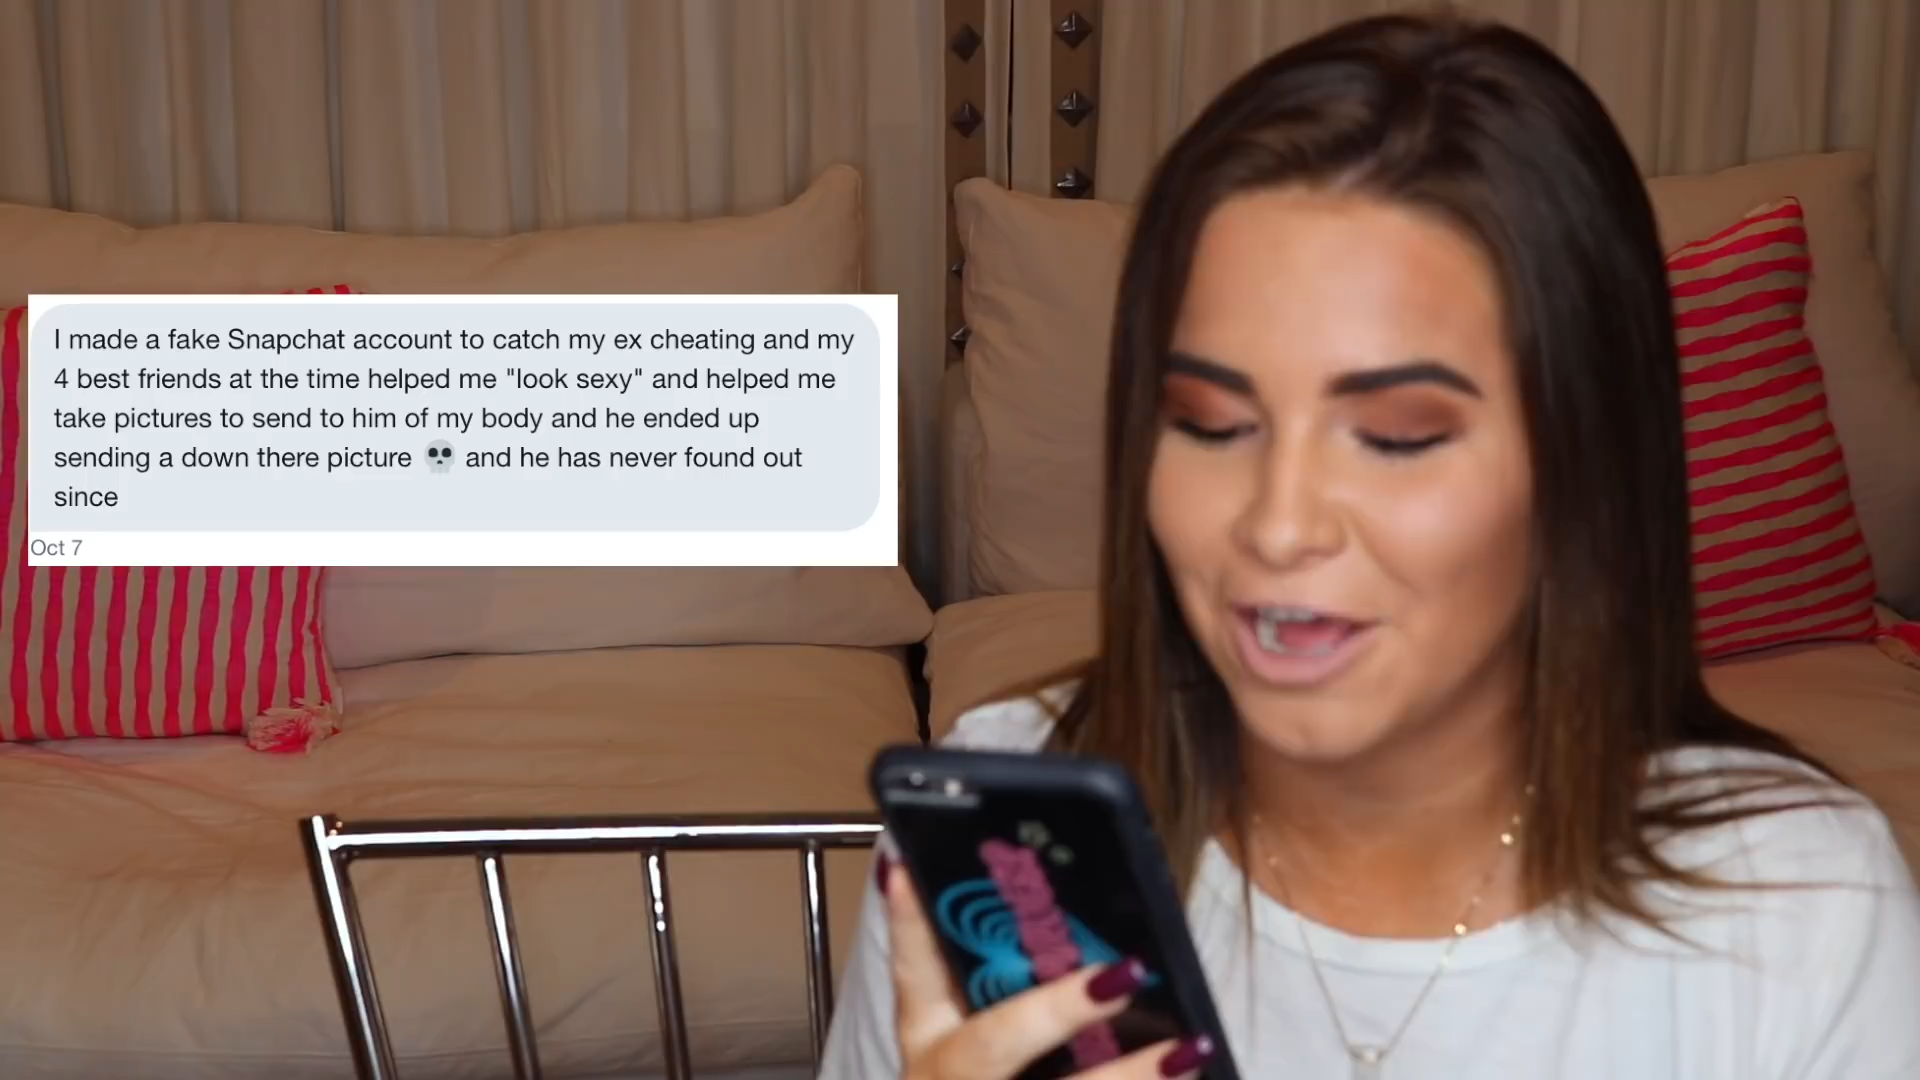 I made a fake Snapchat account to catch my ex cheating and my
4 best friends at the time helped me "look sexy" and helped me
take pictures to send to him of my body and he ended up
sending a down there picture 💀 and he has never found out
since
Oct 7